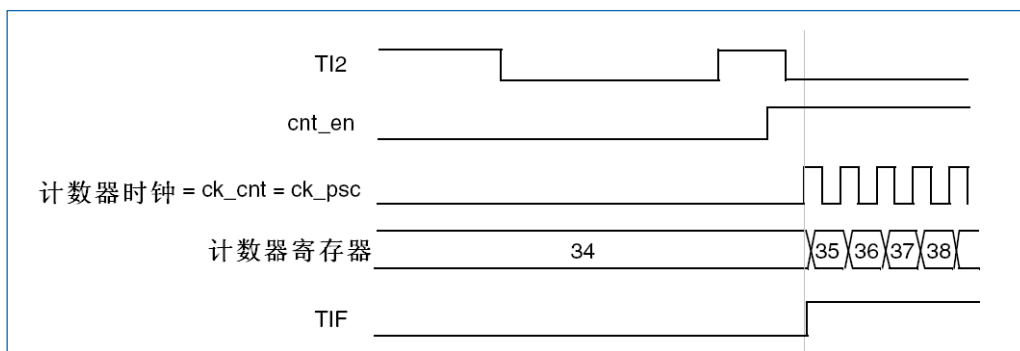 TI2
cnt_en
计数器时钟 = ck_cnt = ck_psc
计数器寄存器 34 35 36 37 38
TIF